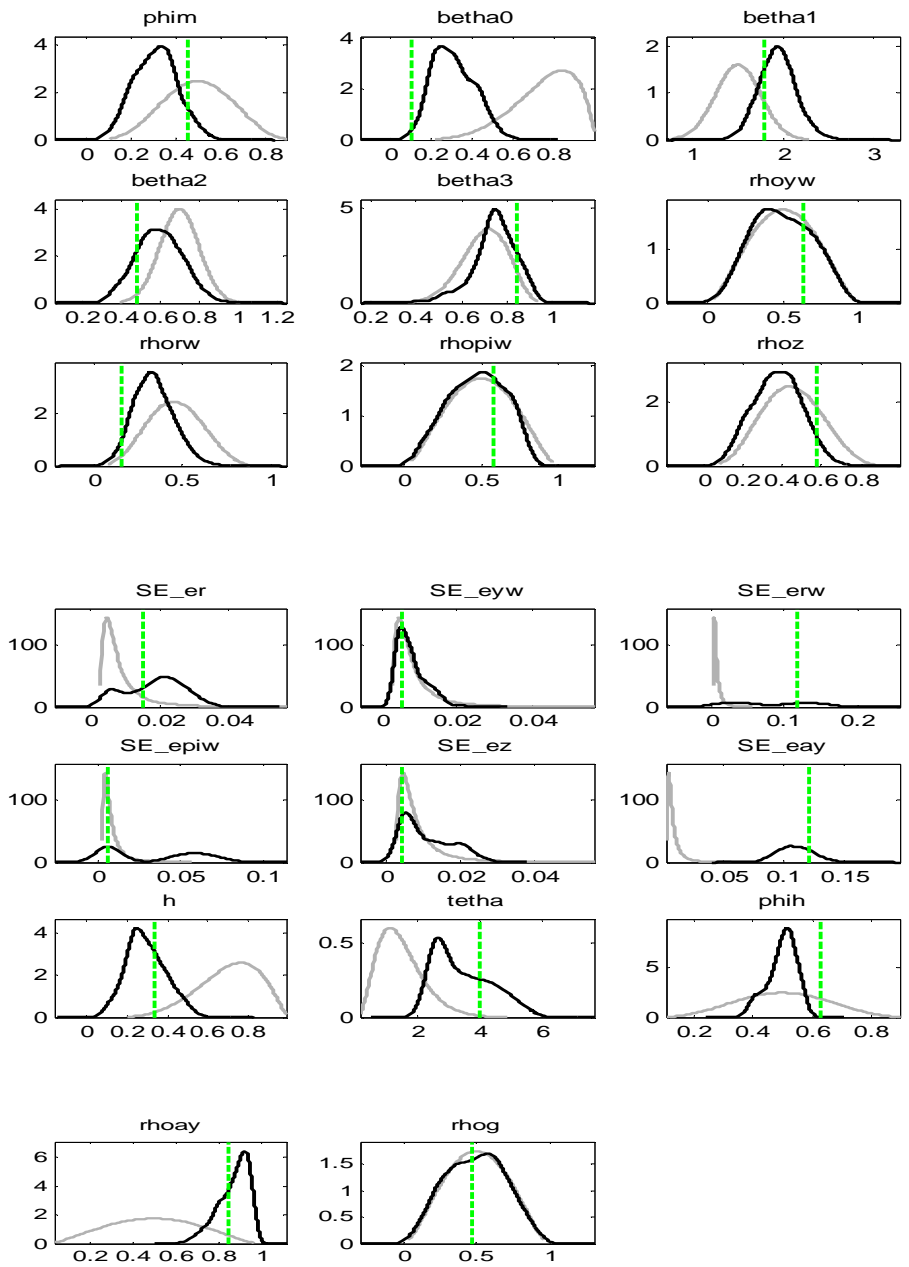 phim betha0 betha1
4 2 0
0 0.2 0.4 0.6 0.8
4 2 0
0 0.2 0.4 0.6 0.8
2 1 0
1 2 3
betha2 betha3 rhoyw
4 2 0
0.2 0.4 0.6 0.8 1 1.2
5 0
0.2 0.4 0.6 0.8 1
1 0
0 0.5 1
rhorw rhopiw rhoz
2 0
0 0.5 1
2 1 0
0 0.5 1
2 0
0 0.2 0.4 0.6 0.8
SE_er SE_eyw SE_erw
100 0
0 0.02 0.04
100 0
0 0.02 0.04
100 0
0 0.1 0.2
SE_epiw SE_ez SE_eay
100 0
0 0.05 0.1
100 0
0 0.02 0.04
100 0
0.05 0.1 0.15
h tetha phih
4 2 0
0 0.2 0.4 0.6 0.8
0.5 0
2 4 6
5 0
0.2 0.4 0.6 0.8
rhoay rhog
6 4 2 0
0.2 0.4 0.6 0.8 1
1.5 1 0.5 0
0 0.5 1